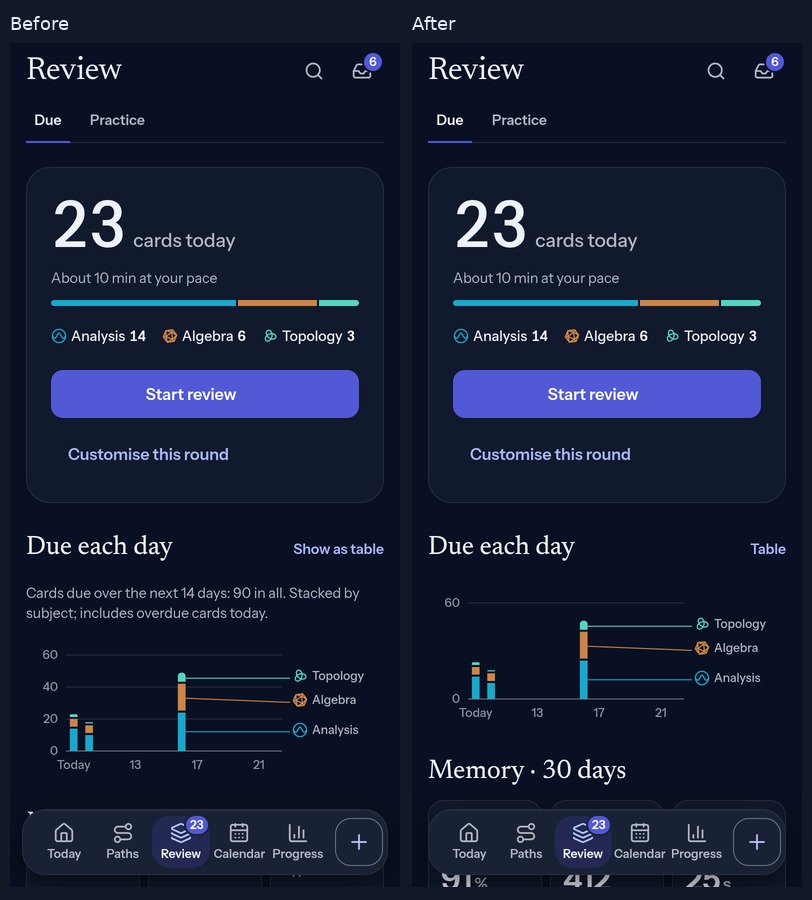 Before
Review
6
Due Practice
23 cards today
About 10 min at your pace
Analysis 14 Algebra 6 Topology 3
Start review
Customise this round
Due each day Show as table
Cards due over the next 14 days: 90 in all. Stacked by
subject; includes overdue cards today.
60
40
20
0
Topology
Algebra
Analysis
Today 13 17 21
23
Today Paths Review Calendar Progress
After
Review
6
Due Practice
23 cards today
About 10 min at your pace
Analysis 14 Algebra 6 Topology 3
Start review
Customise this round
Due each day Table
60
0
Topology
Algebra
Analysis
Today 13 17 21
Memory · 30 days
23
Today Paths Review Calendar Progress
91% 412 25s